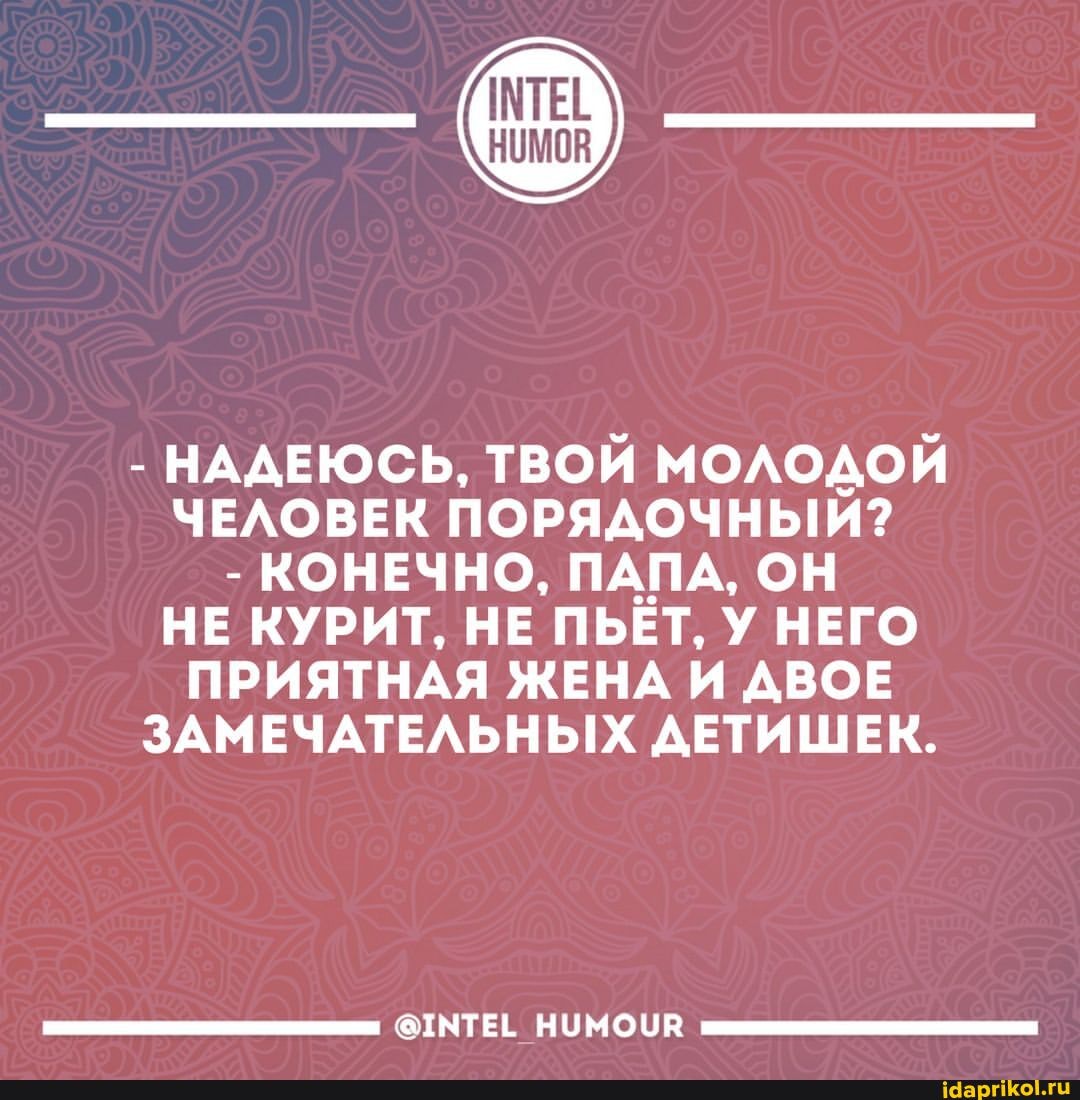 INTEL
HUMOR
- НАДЕЮСЬ, ТВОЙ МОЛОДОЙ
ЧЕЛОВЕК ПОРЯДОЧНЫЙ?
- КОНЕЧНО, ПАПА, ОН
НЕ КУРИТ, НЕ ПЬЁТ, У НЕГО
ПРИЯТНАЯ ЖЕНА И ДВОЕ
ЗАМЕЧАТЕЛЬНЫХ ДЕТИШЕК.
@INTEL_HUMOUR
idaprikol.ru